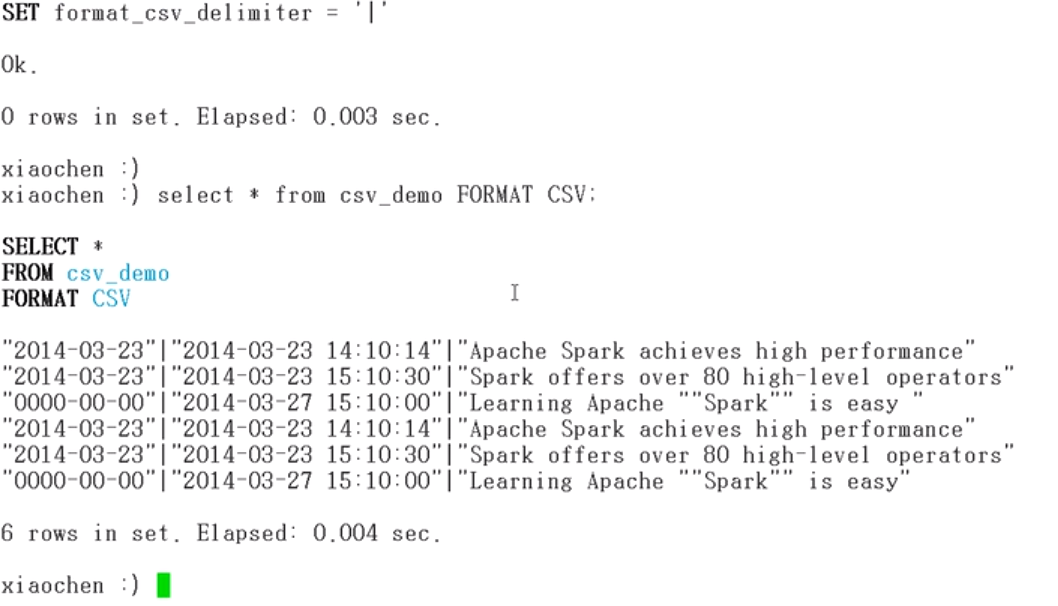 SET format_csv_delimiter = '|'
Ok.
0 rows in set. Elapsed: 0.003 sec.
xiaochen :)
xiaochen :) select * from csv_demo FORMAT CSV;
SELECT *
FROM csv_demo
FORMAT CSV
"2014-03-23"|"2014-03-23 14:10:14"|"Apache Spark achieves high performance"
"2014-03-23"|"2014-03-23 15:10:30"|"Spark offers over 80 high-level operators"
"0000-00-00"|"2014-03-27 15:10:00"|"Learning Apache ""Spark"" is easy "
"2014-03-23"|"2014-03-23 14:10:14"|"Apache Spark achieves high performance"
"2014-03-23"|"2014-03-23 15:10:30"|"Spark offers over 80 high-level operators"
"0000-00-00"|"2014-03-27 15:10:00"|"Learning Apache ""Spark"" is easy"
6 rows in set. Elapsed: 0.004 sec.
xiaochen :)